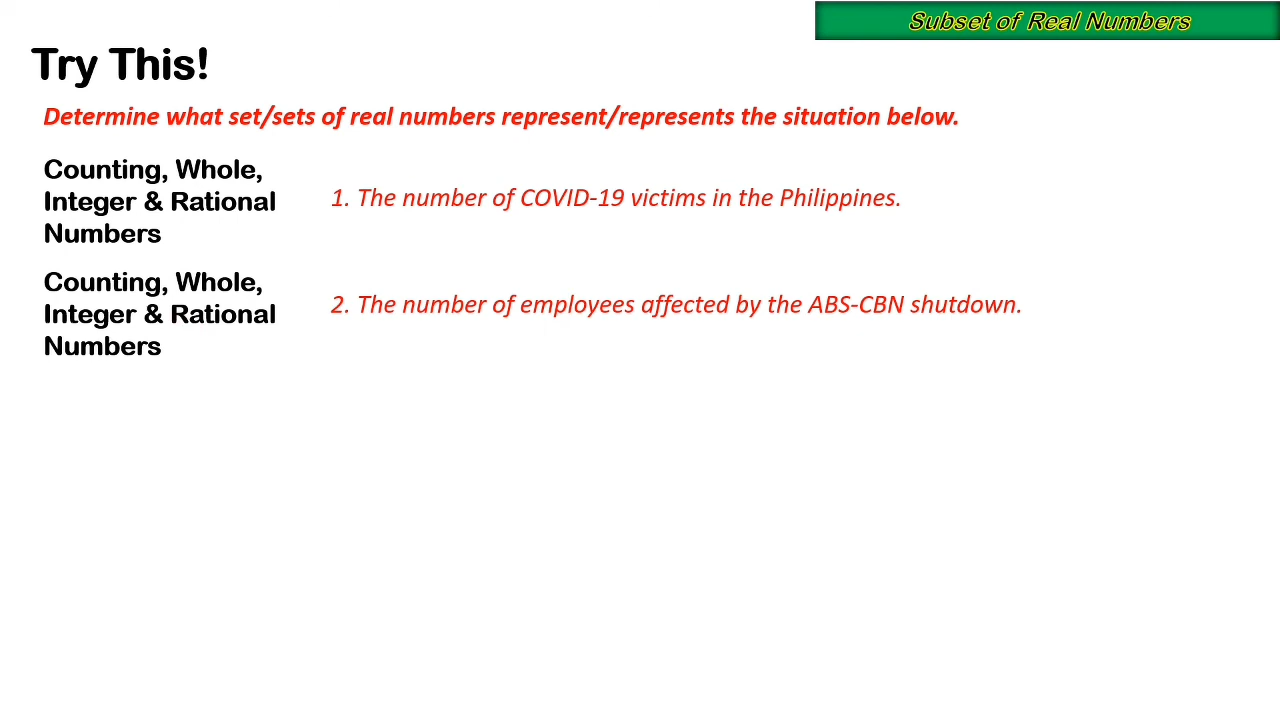 Subset of Real Numbers
Try This!
Determine what set/sets of real numbers represent/represents the situation below.
Counting, Whole,
Integer & Rational
Numbers
1. The number of COVID-19 victims in the Philippines.
Counting, Whole,
Integer & Rational
Numbers
2. The number of employees affected by the ABS-CBN shutdown.